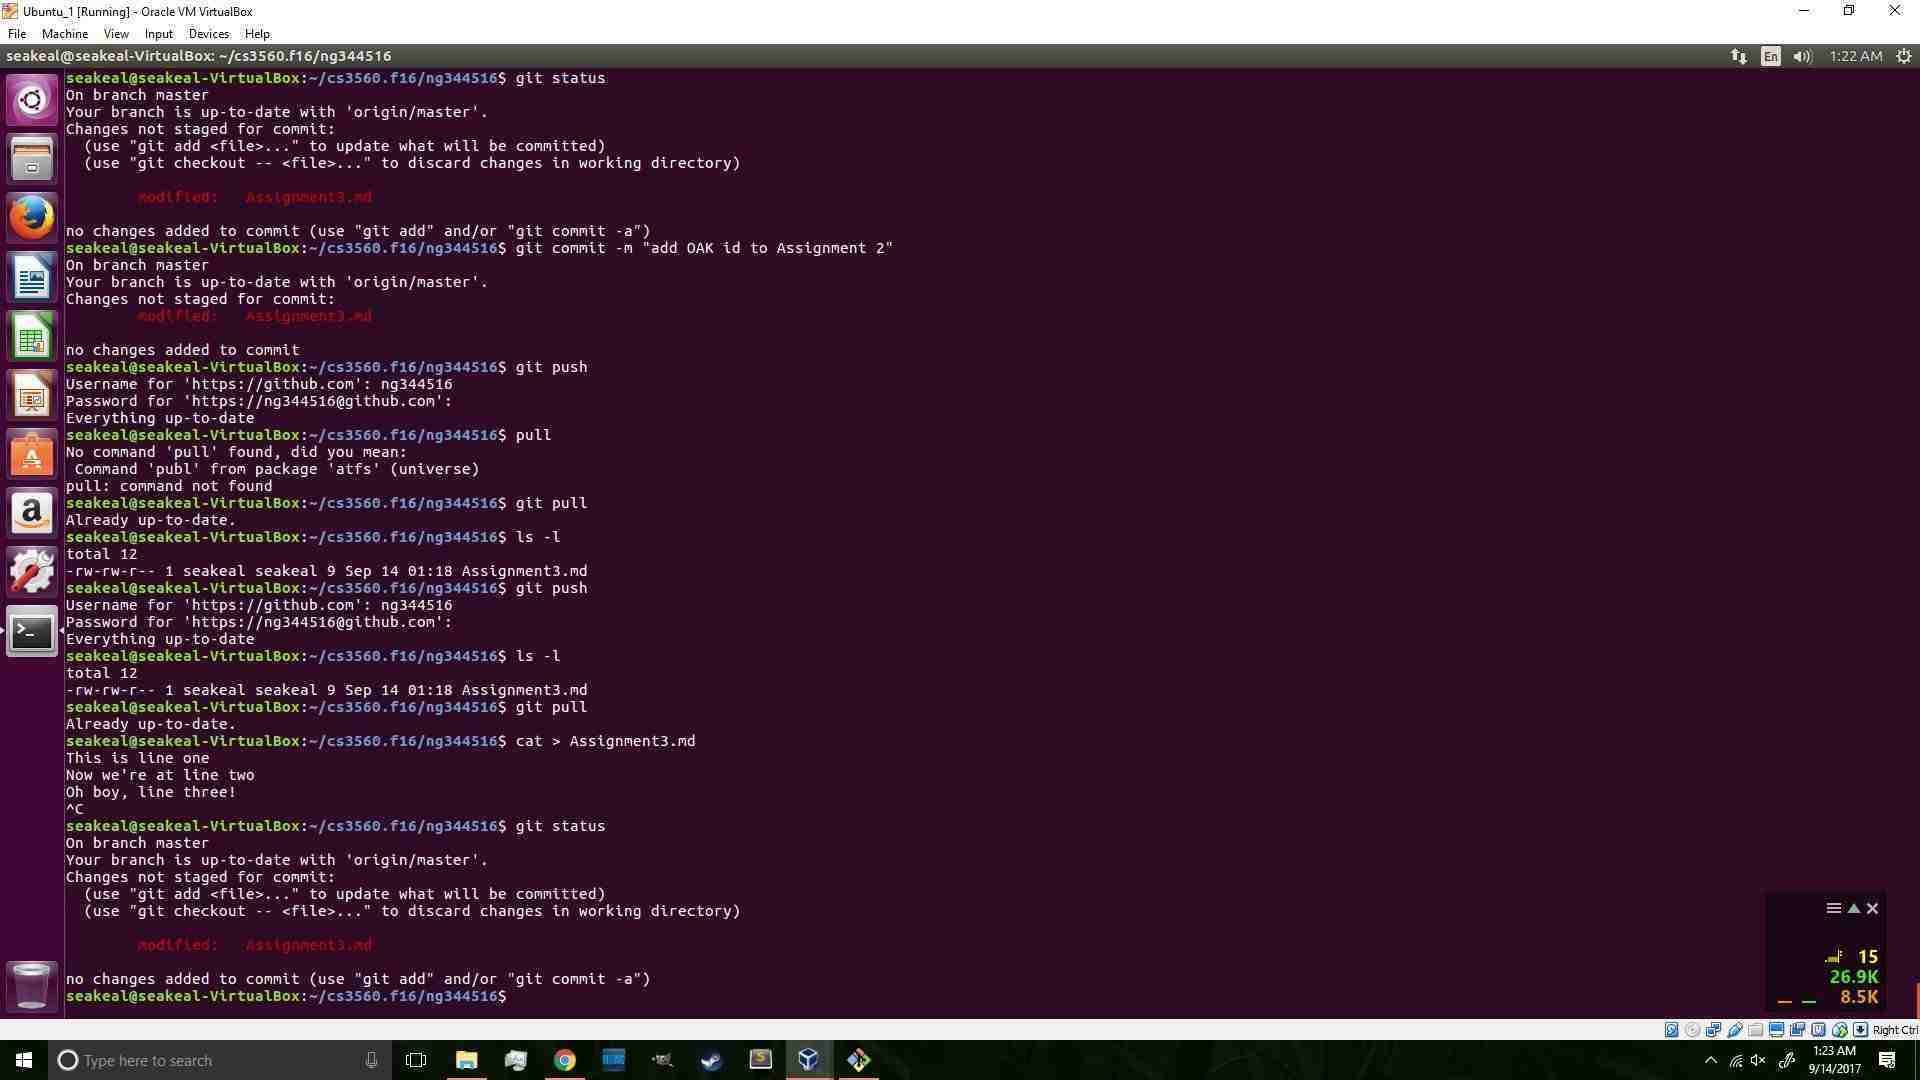 Ubuntu_1 [Running] - Oracle VM VirtualBox
File Machine View Input Devices Help
seakeal@seakeal-VirtualBox: ~/cs3560.f16/ng344516 En 1:22 AM
seakeal@seakeal-VirtualBox:~/cs3560.f16/ng344516$ git status
On branch master
Your branch is up-to-date with 'origin/master'.
Changes not staged for commit:
  (use "git add <file>..." to update what will be committed)
  (use "git checkout -- <file>..." to discard changes in working directory)
        modified:   Assignment3.md
no changes added to commit (use "git add" and/or "git commit -a")
seakeal@seakeal-VirtualBox:~/cs3560.f16/ng344516$ git commit -m "add OAK id to Assignment 2"
On branch master
Your branch is up-to-date with 'origin/master'.
Changes not staged for commit:
        modified:   Assignment3.md
no changes added to commit
seakeal@seakeal-VirtualBox:~/cs3560.f16/ng344516$ git push
Username for 'https://github.com': ng344516
Password for 'https://ng344516@github.com':
Everything up-to-date
seakeal@seakeal-VirtualBox:~/cs3560.f16/ng344516$ pull
No command 'pull' found, did you mean:
 Command 'publ' from package 'atfs' (universe)
pull: command not found
seakeal@seakeal-VirtualBox:~/cs3560.f16/ng344516$ git pull
Already up-to-date.
seakeal@seakeal-VirtualBox:~/cs3560.f16/ng344516$ ls -l
total 12
-rw-rw-r-- 1 seakeal seakeal 9 Sep 14 01:18 Assignment3.md
seakeal@seakeal-VirtualBox:~/cs3560.f16/ng344516$ git push
Username for 'https://github.com': ng344516
Password for 'https://ng344516@github.com':
Everything up-to-date
seakeal@seakeal-VirtualBox:~/cs3560.f16/ng344516$ ls -l
total 12
-rw-rw-r-- 1 seakeal seakeal 9 Sep 14 01:18 Assignment3.md
seakeal@seakeal-VirtualBox:~/cs3560.f16/ng344516$ git pull
Already up-to-date.
seakeal@seakeal-VirtualBox:~/cs3560.f16/ng344516$ cat > Assignment3.md
This is line one
Now we're at line two
Oh boy, line three!
^C
seakeal@seakeal-VirtualBox:~/cs3560.f16/ng344516$ git status
On branch master
Your branch is up-to-date with 'origin/master'.
Changes not staged for commit:
  (use "git add <file>..." to update what will be committed)
  (use "git checkout -- <file>..." to discard changes in working directory)
        modified:   Assignment3.md
no changes added to commit (use "git add" and/or "git commit -a")
seakeal@seakeal-VirtualBox:~/cs3560.f16/ng344516$
15
26.9K
8.5K
Right Ctrl
Type here to search
1:23 AM
9/14/2017